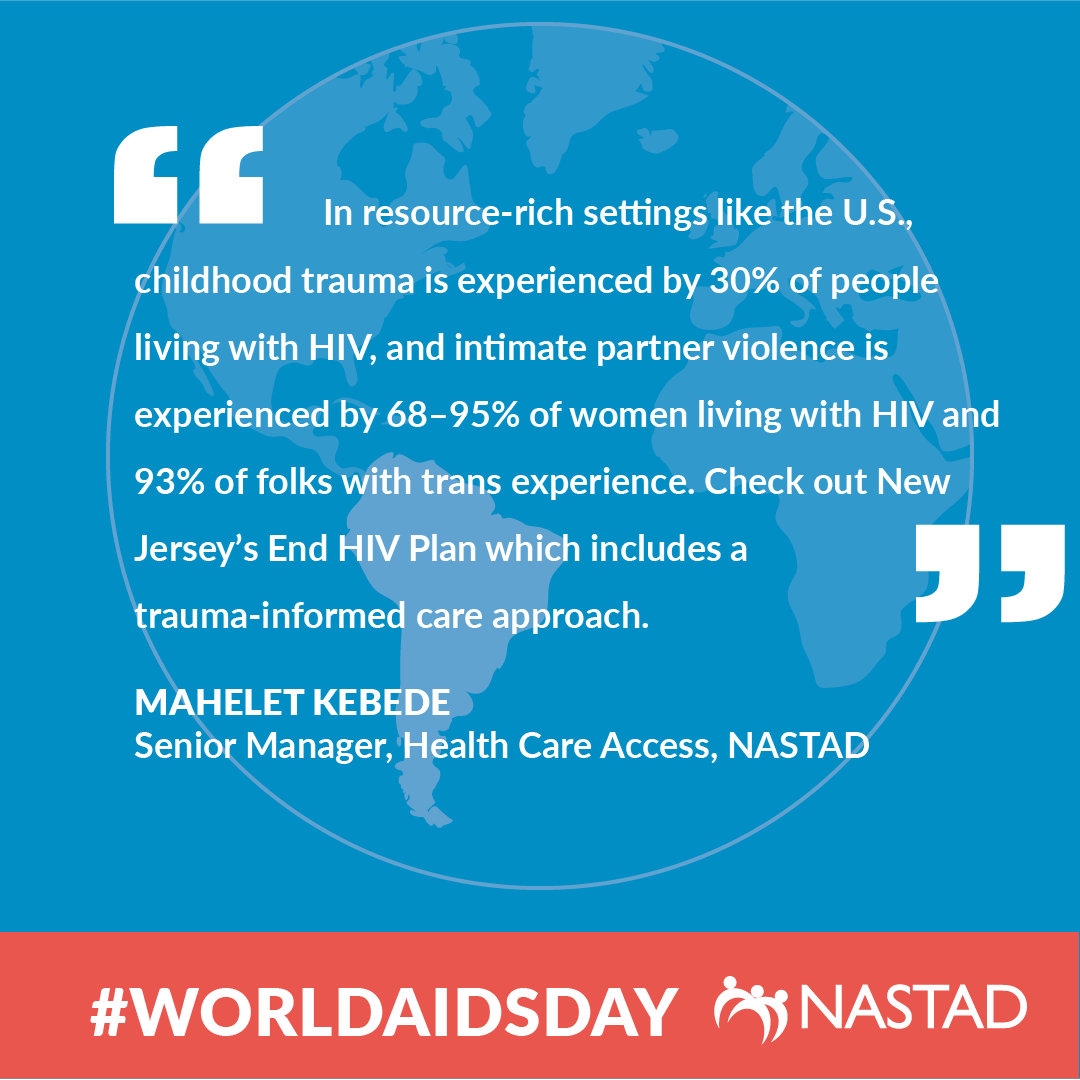 “
In resource-rich settings like the U.S.,
childhood trauma is experienced by 30% of people
living with HIV, and intimate partner violence is
experienced by 68–95% of women living with HIV and
93% of folks with trans experience. Check out New
Jersey’s End HIV Plan which includes a
trauma-informed care approach.
”
MAHELET KEBEDE
Senior Manager, Health Care Access, NASTAD
#WORLDAIDSDAY
NASTAD